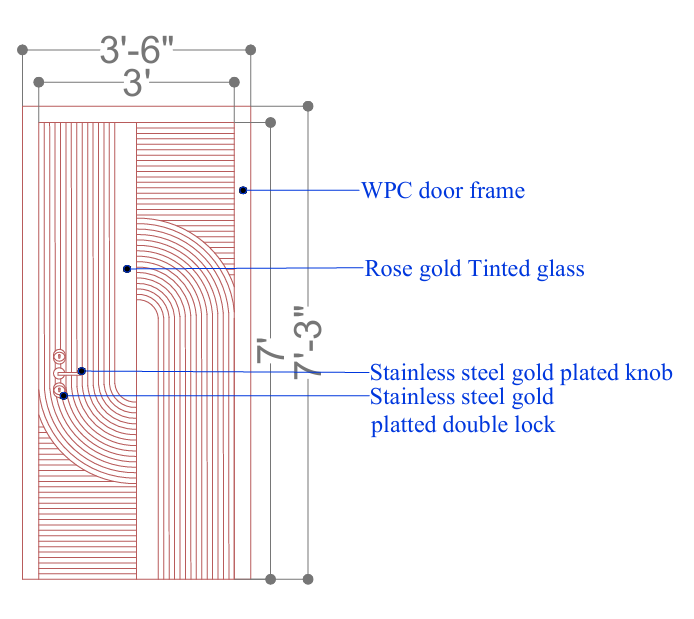 3'-6"
3'
WPC door frame
Rose gold Tinted glass
7'
7'-3"
Stainless steel gold plated knob
Stainless steel gold
platted double lock